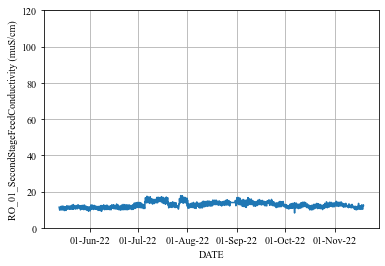 120
100
80
60
40
20
0
RO_01_SecondStageFeedConductivity (muS/cm)
01-Jun-22 01-Jul-22 01-Aug-22 01-Sep-22 01-Oct-22 01-Nov-22
DATE